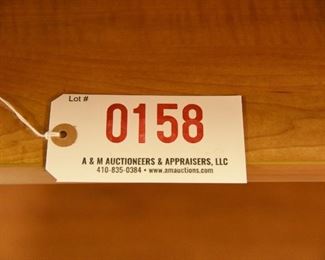 Lot #
0158
A & M AUCTIONEERS & APPRAISERS, LLC
410-835-0384 • www.amauctions.com